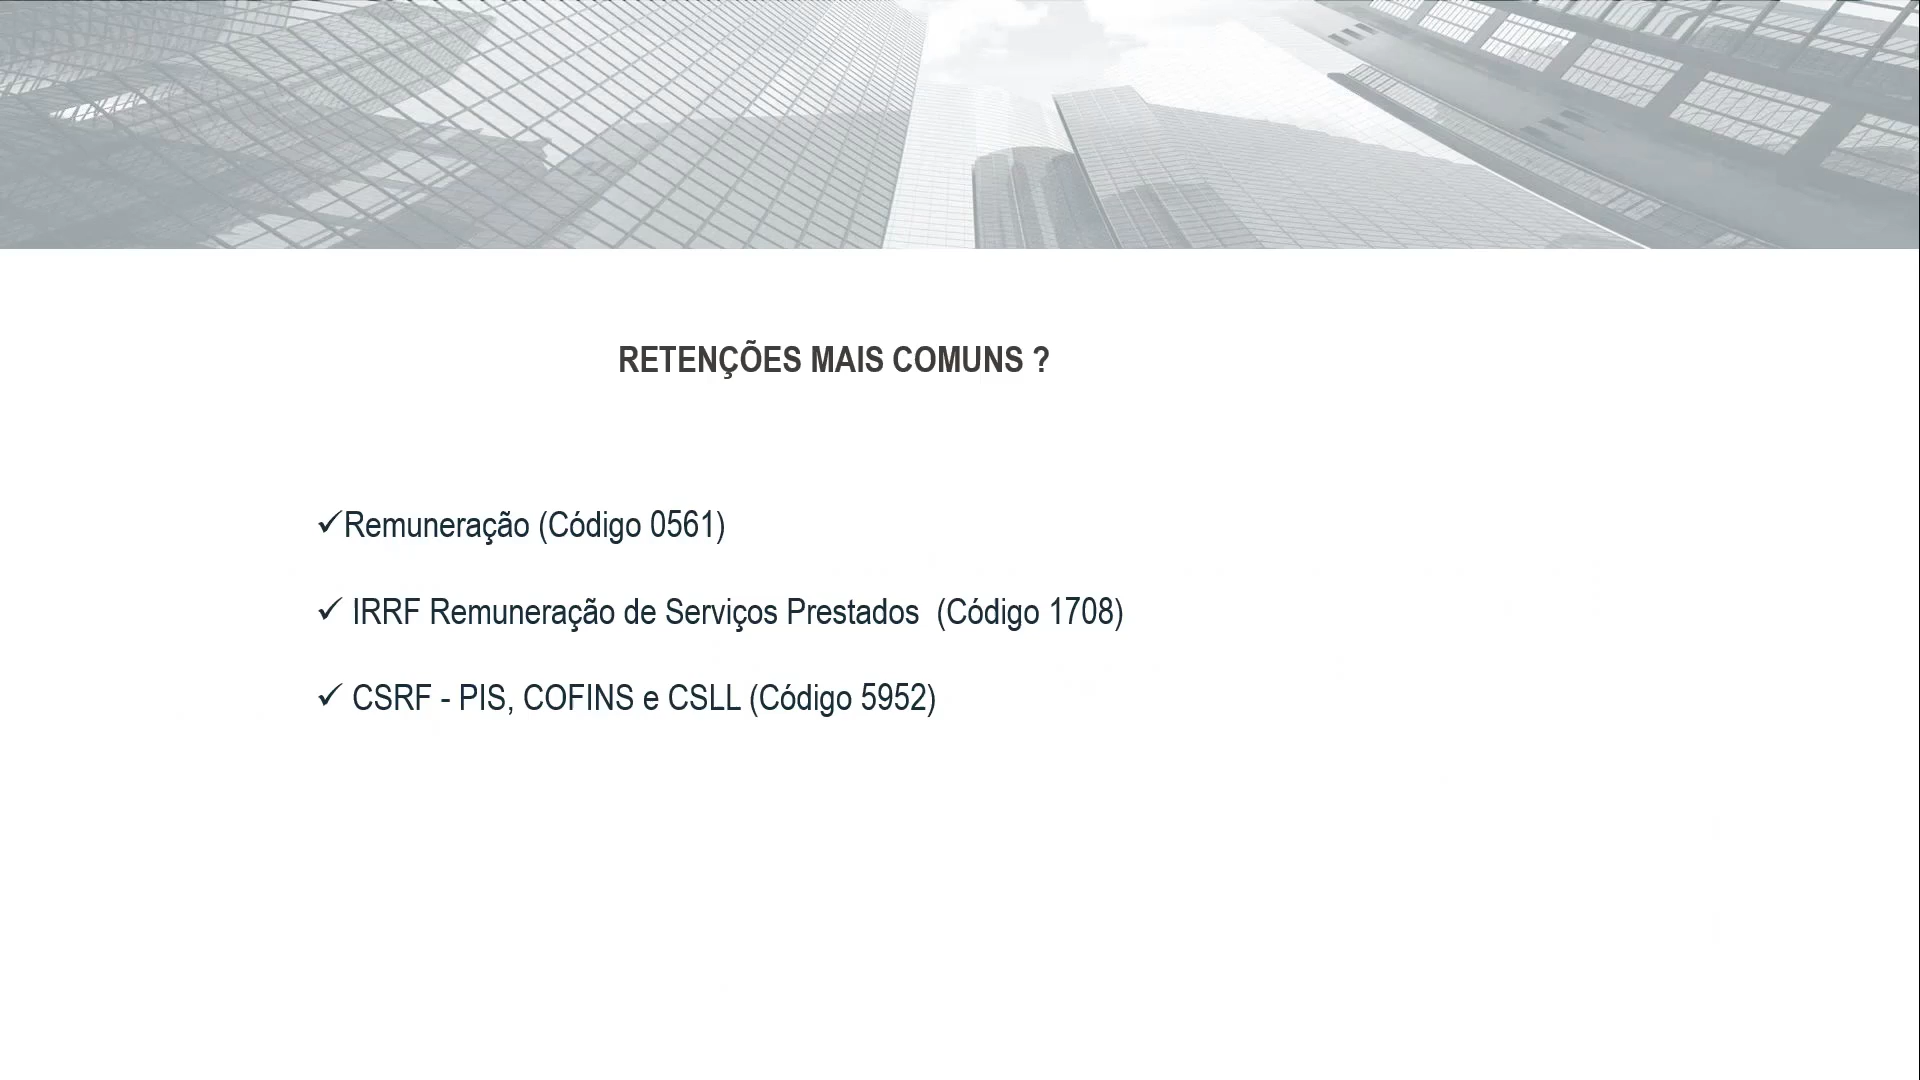 RETENÇÕES MAIS COMUNS ?
✓Remuneração (Código 0561)
✓ IRRF Remuneração de Serviços Prestados  (Código 1708)
✓ CSRF - PIS, COFINS e CSLL (Código 5952)